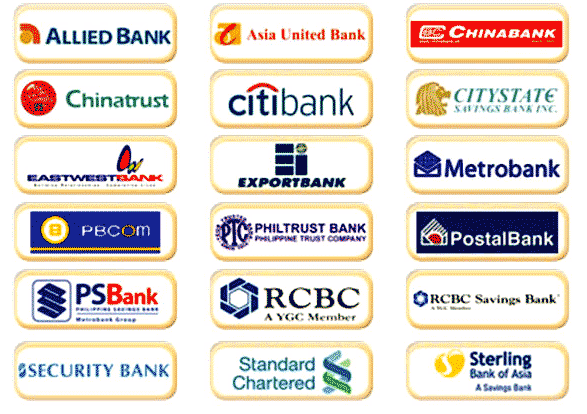 ALLIED BANK
Asia United Bank
CHINABANK
Chinatrust
citibank
CITYSTATE
SAVINGS BANK INC.
EASTWESTBANK
EXPORTBANK
Metrobank
PBCOM
PTC
PHILTRUST BANK
PHILIPPINE TRUST COMPANY
PostalBank
PSBank
PHILIPPINE SAVINGS BANK
Metrobank Group
RCBC
A YGC Member
RCBC Savings Bank
A YGC Member
SECURITY BANK
Standard
Chartered
Sterling
Bank of Asia
A Savings Bank